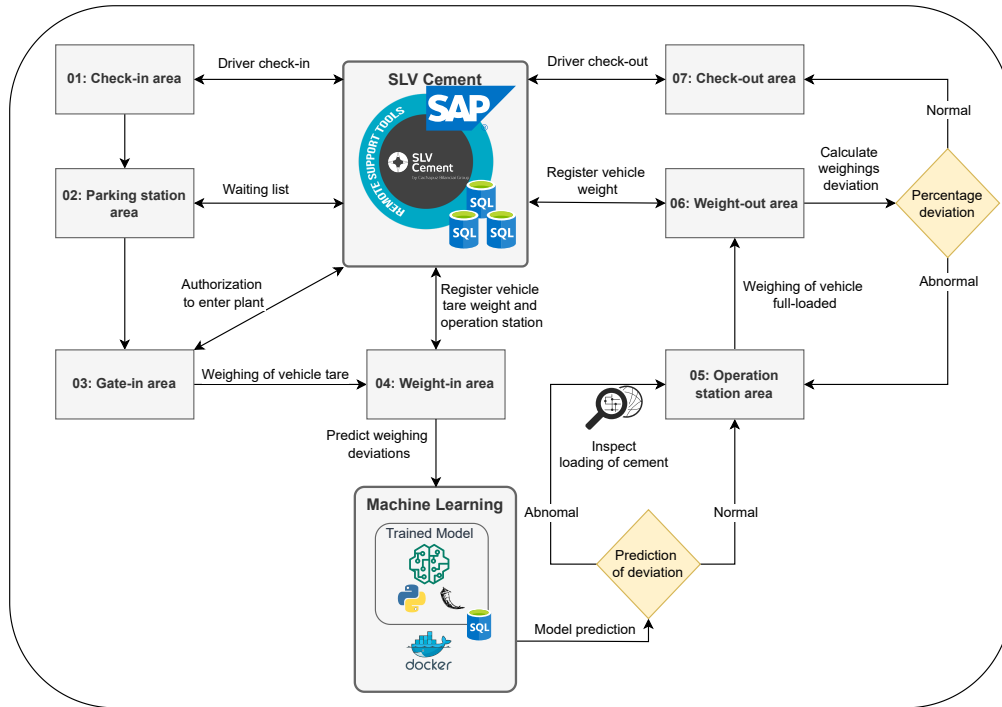 01: Check-in area
Driver check-in
SLV Cement
SAP
®
REMOTE SUPPORT TOOLS
SLV
Cement
SQL
SQL
SQL
Driver check-out
07: Check-out area
Normal
02: Parking station
area
Waiting list
Register vehicle
weight
06: Weight-out area
Calculate
weighings
deviation
Percentage
deviation
Abnormal
Authorization
to enter plant
Register vehicle
tare weight and
operation station
Weighing of vehicle
full-loaded
03: Gate-in area
Weighing of vehicle tare
04: Weight-in area
05: Operation
station area
Inspect
loading of cement
Predict weighing
deviations
Machine Learning
Trained Model
SQL
docker
Model prediction
Abnomal
Normal
Prediction
of deviation